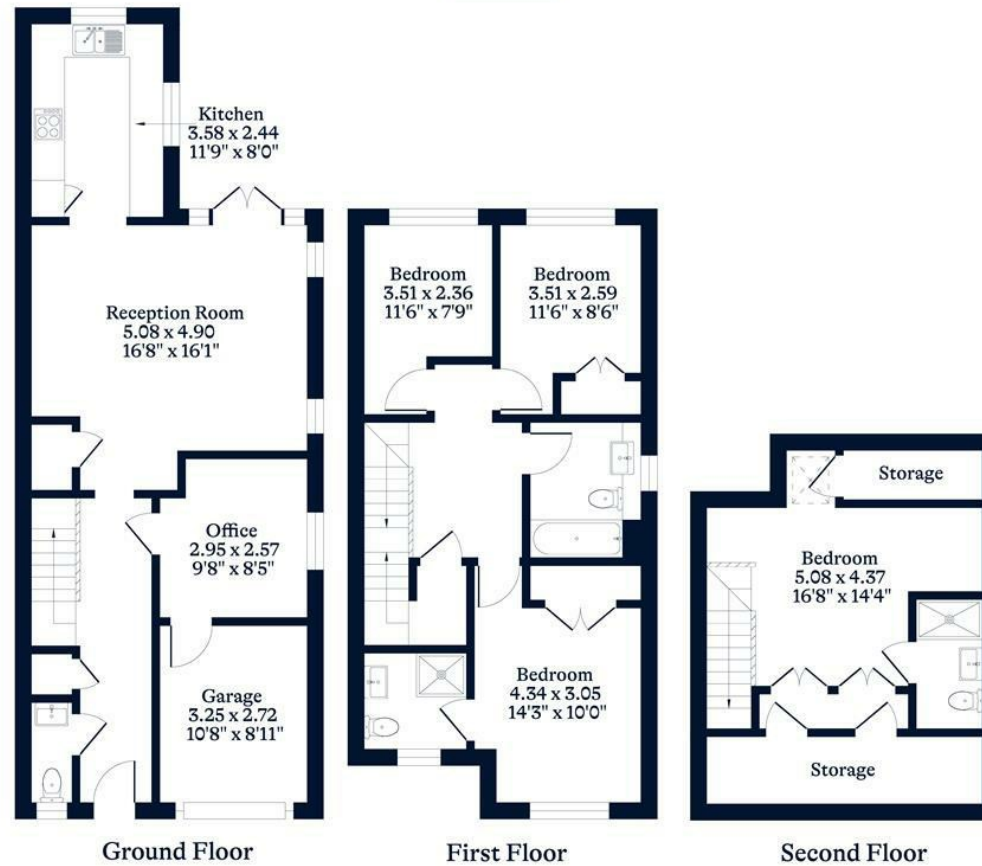 Kitchen
3.58 x 2.44
11'9" x 8'0"
Reception Room
5.08 x 4.90
16'8" x 16'1"
Office
2.95 x 2.57
9'8" x 8'5"
Garage
3.25 x 2.72
10'8" x 8'11"
Ground Floor
Bedroom
3.51 x 2.36
11'6" x 7'9"
Bedroom
3.51 x 2.59
11'6" x 8'6"
Bedroom
4.34 x 3.05
14'3" x 10'0"
First Floor
Storage
Bedroom
5.08 x 4.37
16'8" x 14'4"
Storage
Second Floor